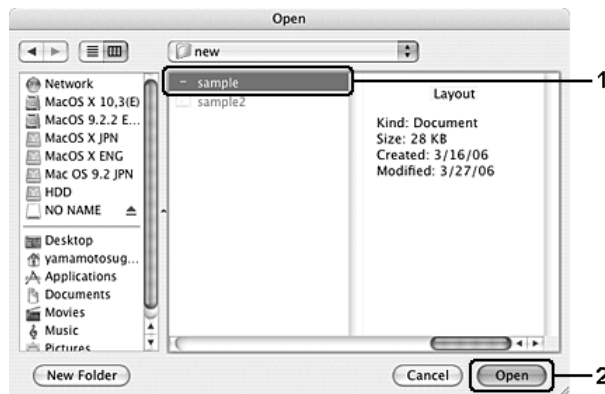 Open
new
Network
MacOS X 10,3(E)
MacOS 9.2.2 E...
MacOS X JPN
MacOS X ENG
Mac OS 9.2 JPN
HDD
NO NAME
Desktop
yamamotosug...
Applications
Documents
Movies
Music
Pictures
sample
sample2
Layout
Kind: Document
Size: 28 KB
Created: 3/16/06
Modified: 3/27/06
1
New Folder
Cancel
Open
2